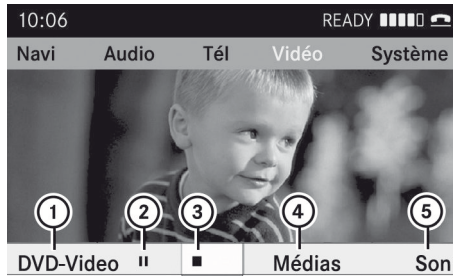 10:06 READY
Navi Audio Tél Vidéo Système
1 2 3 4 5
DVD-Video Médias Son